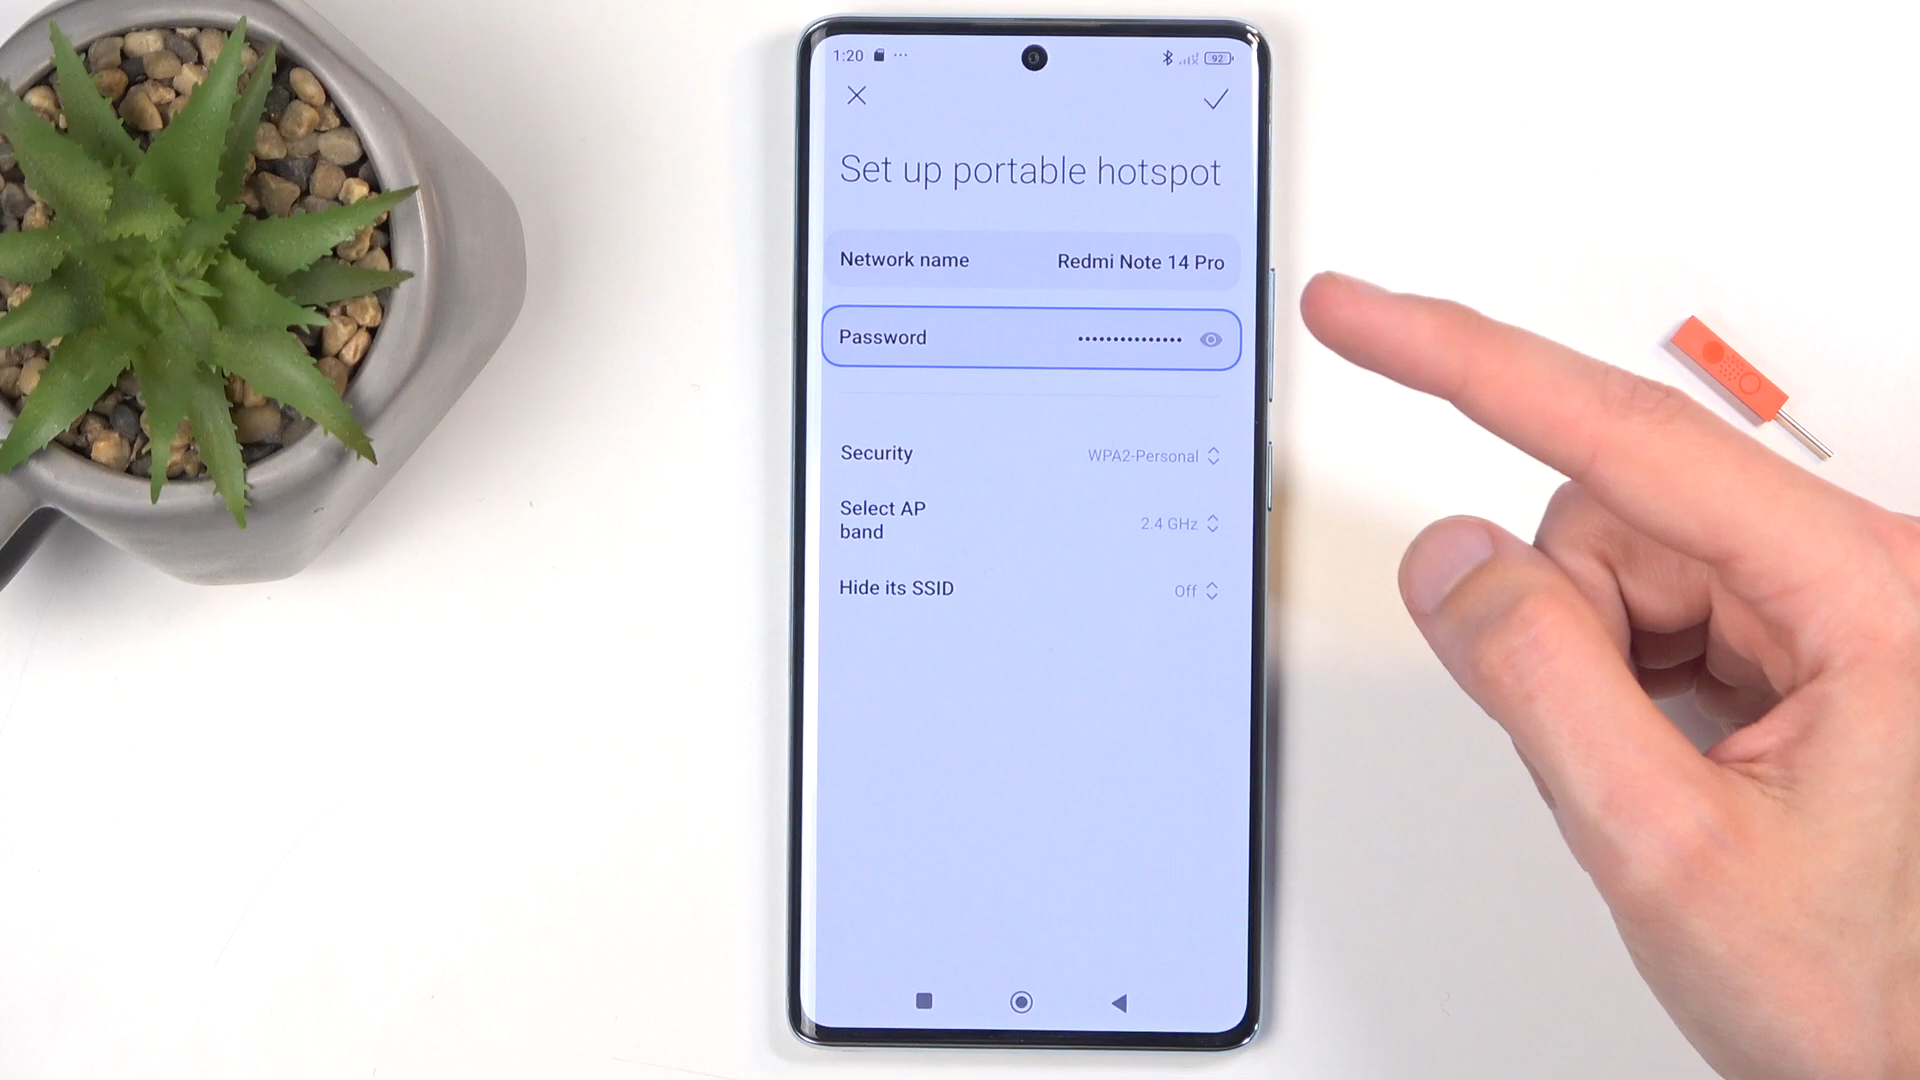 1:20 ... 92
Set up portable hotspot
Network name Redmi Note 14 Pro
Password •••••••••••••••
Security WPA2-Personal
Select AP
band 2.4 GHz
Hide its SSID Off